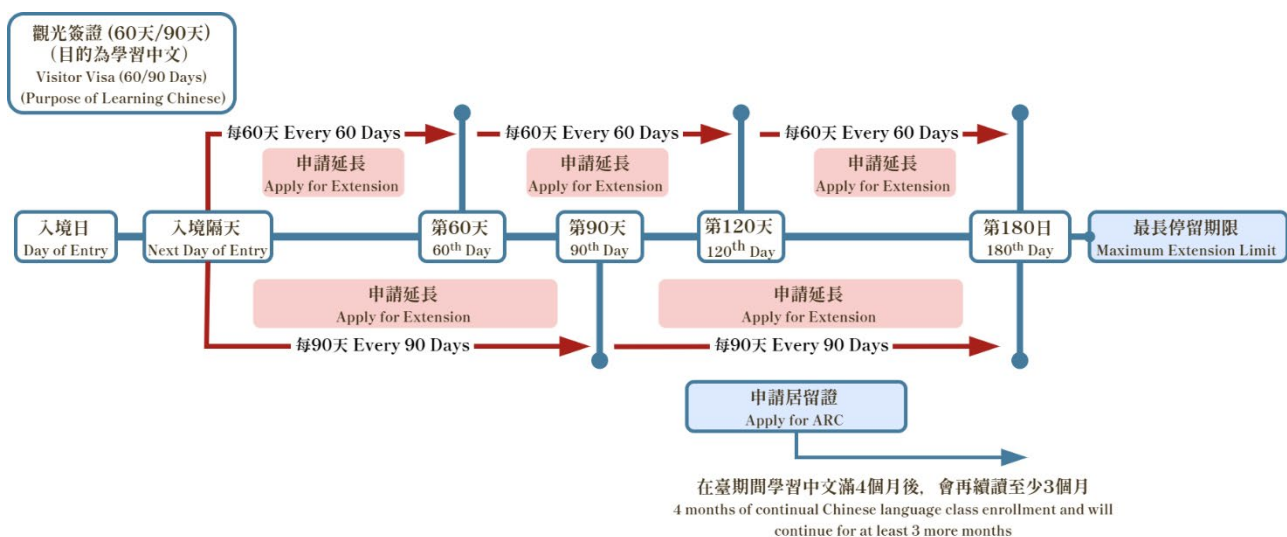 觀光簽證 (60天/90天)
(目的為學習中文)
Visitor Visa (60/90 Days)
(Purpose of Learning Chinese)
每60天 Every 60 Days
每60天 Every 60 Days
每60天 Every 60 Days
申請延長
Apply for Extension
申請延長
Apply for Extension
申請延長
Apply for Extension
入境日
Day of Entry
入境隔天
Next Day of Entry
第60天
60th Day
第90天
90th Day
第120天
120th Day
第180日
180th Day
最長停留期限
Maximum Extension Limit
申請延長
Apply for Extension
申請延長
Apply for Extension
每90天 Every 90 Days
每90天 Every 90 Days
申請居留證
Apply for ARC
在臺期間學習中文滿4個月後，會再續讀至少3個月
4 months of continual Chinese language class enrollment and will
continue for at least 3 more months